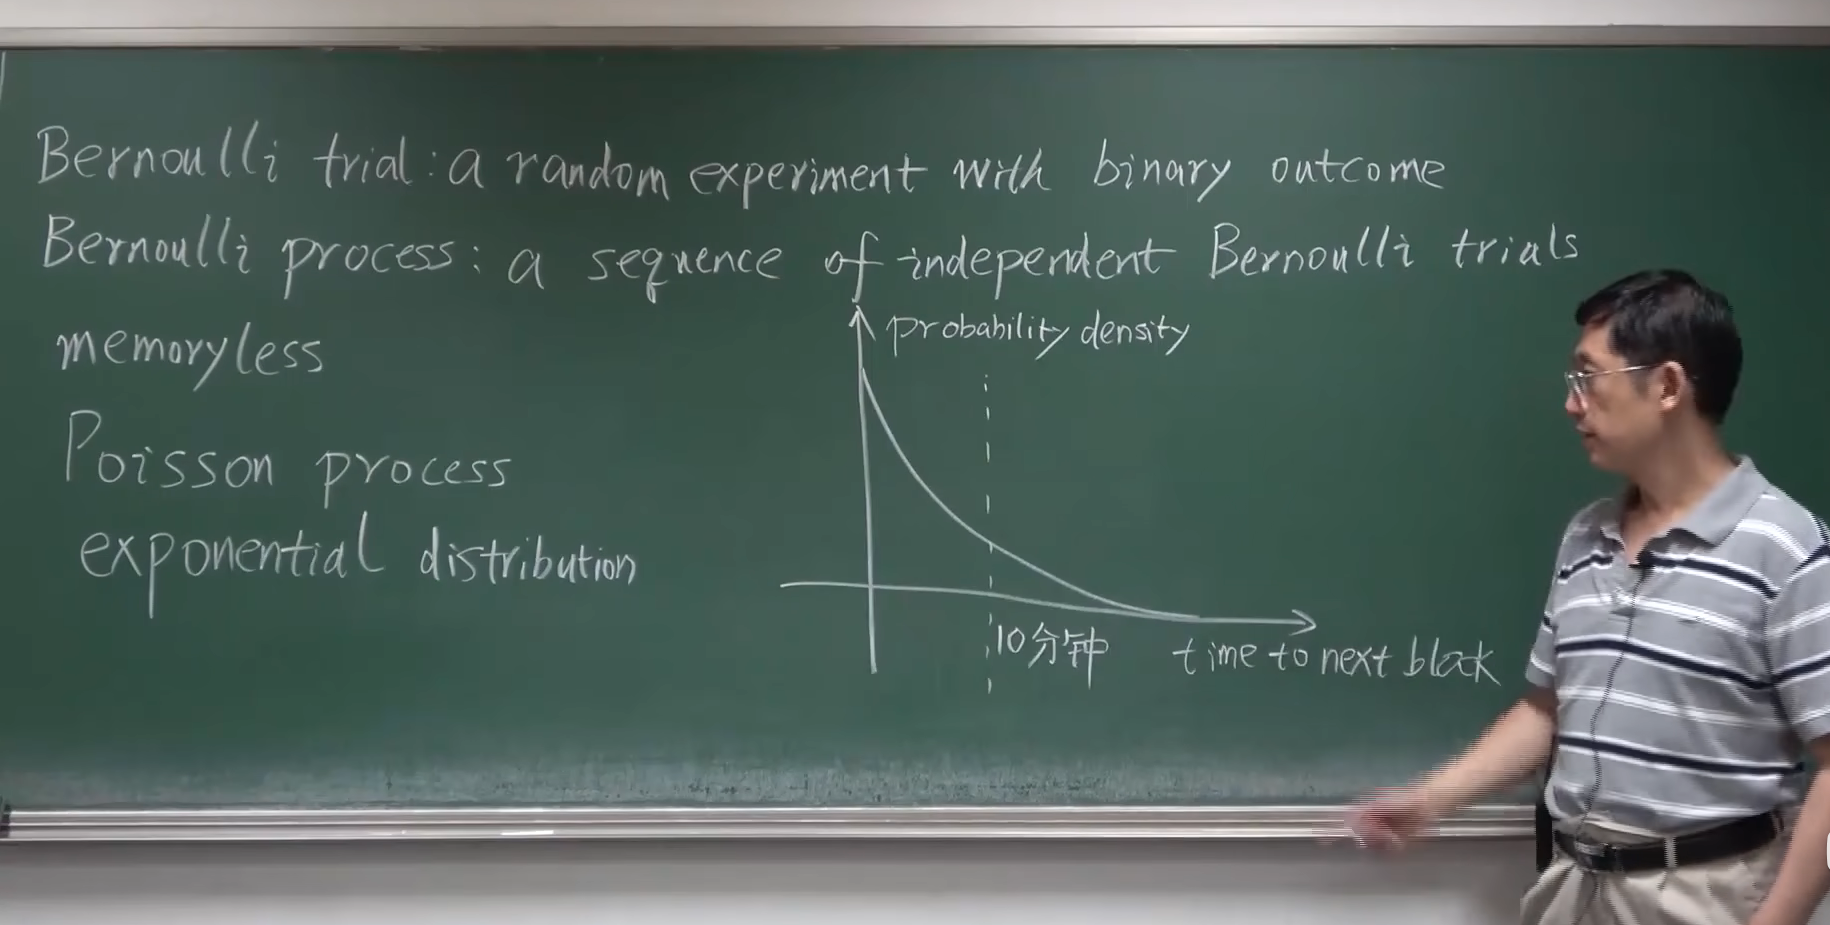 Bernoulli trial: a random experiment with binary outcome
Bernoulli process: a sequence of independent Bernoulli trials
memoryless
Poisson process
exponential distribution
probability density
10分钟
time to next block